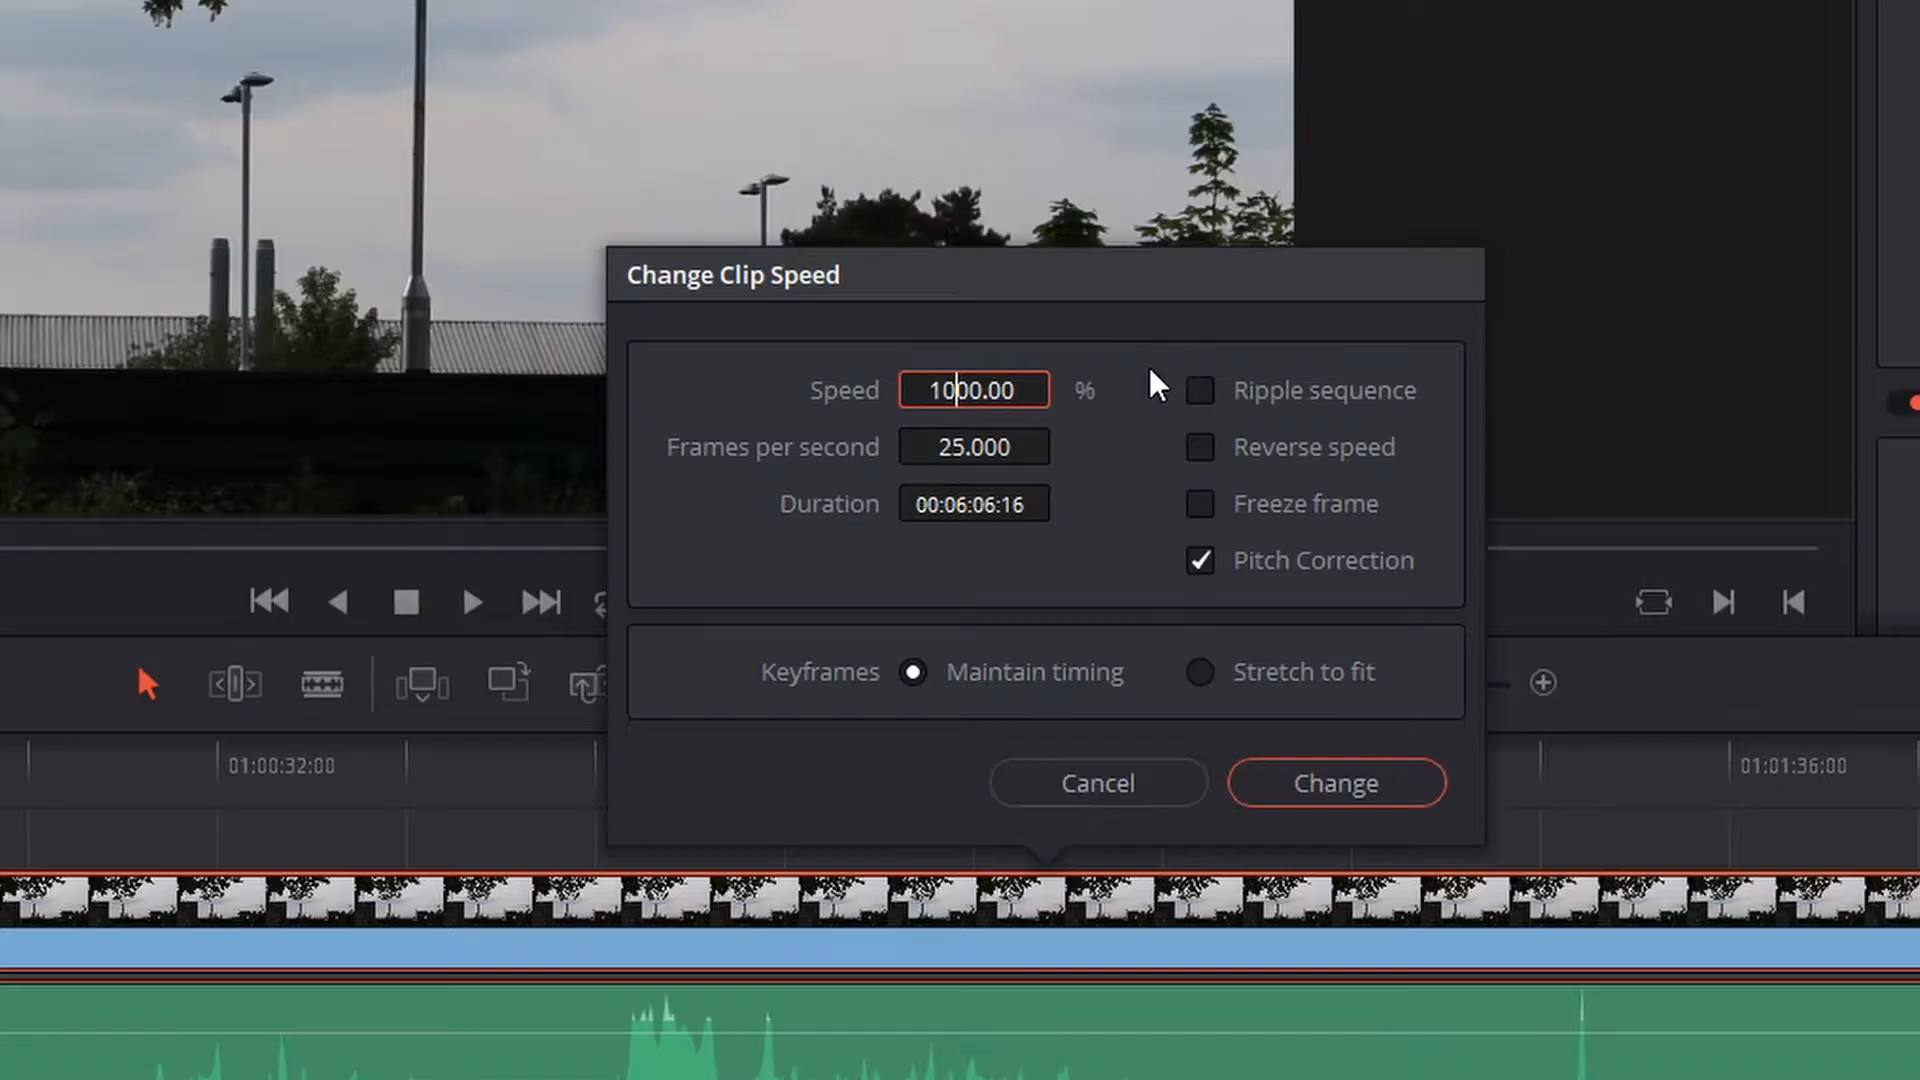 Change Clip Speed
Speed 1000.00 % Ripple sequence
Frames per second 25.000 Reverse speed
Duration 00:06:06:16 Freeze frame
Pitch Correction
Keyframes Maintain timing Stretch to fit
Cancel Change
01:00:32:00 01:01:36:00